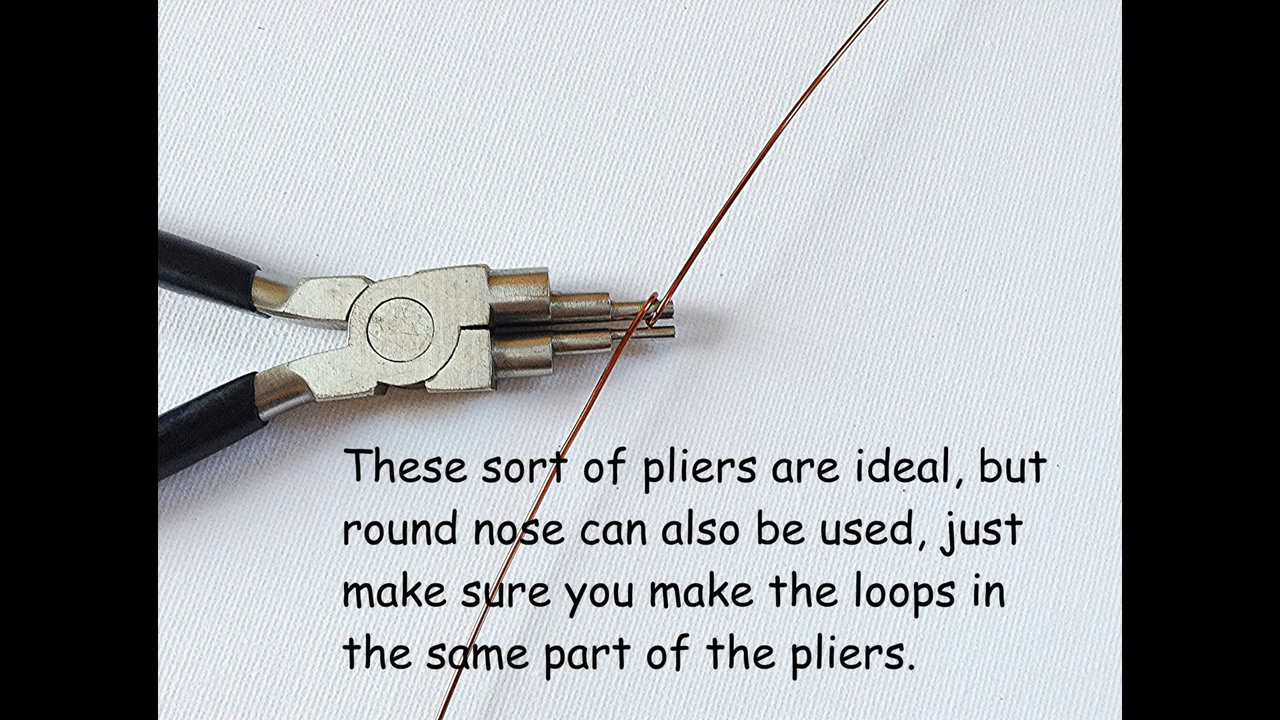 These sort of pliers are ideal, but
round nose can also be used, just
make sure you make the loops in
the same part of the pliers.